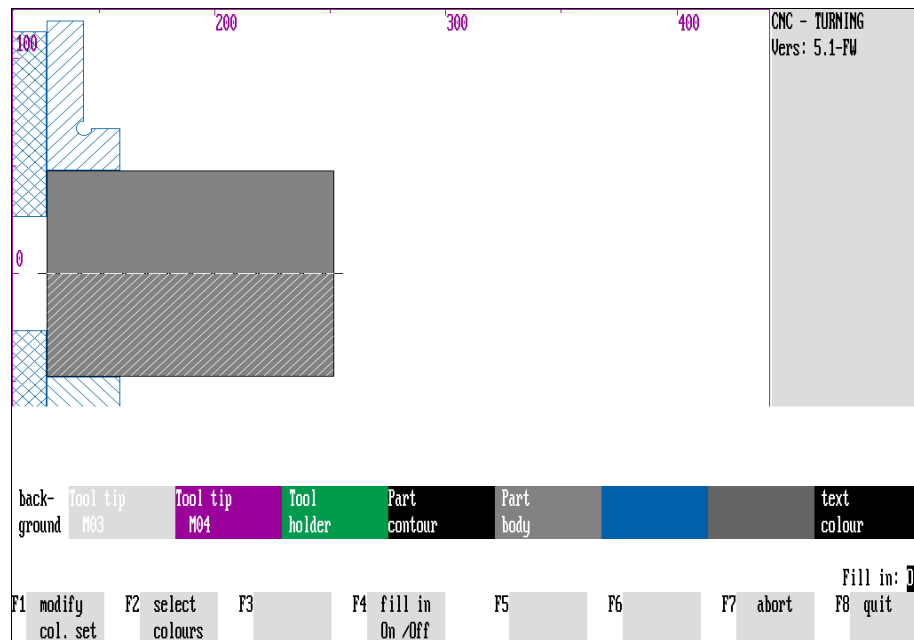 200 300 400 CNC - TURNING
100 Vers: 5.1-FW
0
back- Tool tip Tool tip Tool Part Part text
ground M03 M04 holder contour body colour
Fill in:
F1 modify F2 select F3 F4 fill in F5 F6 F7 abort F8 quit
col. set colours On /Off